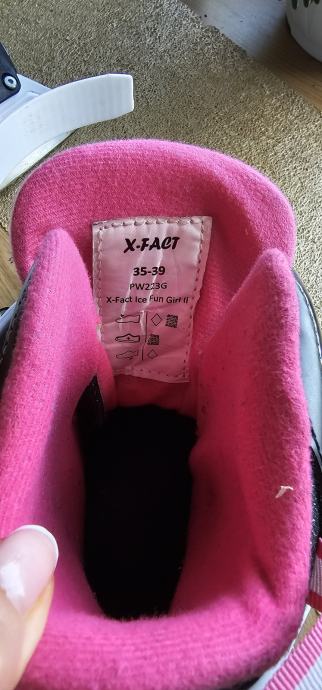 X-FACT
35-39
PW223G
X-Fact Ice Fun Girl II